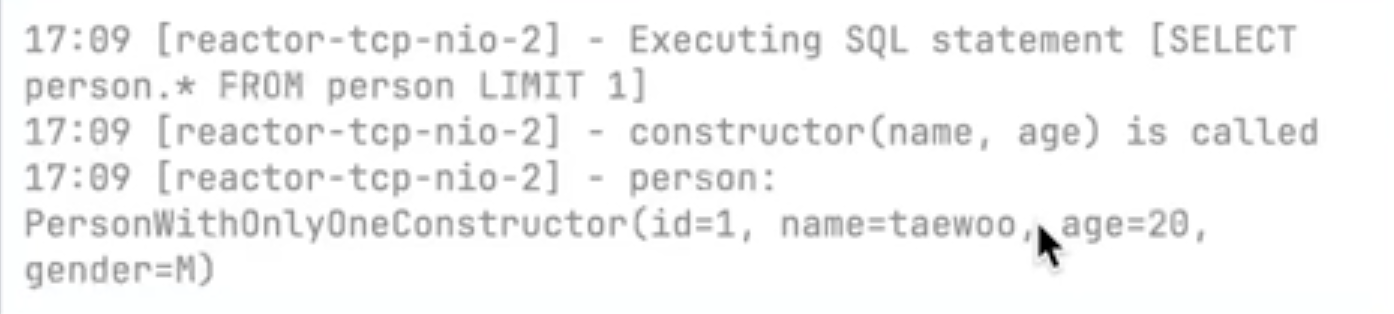 17:09 [reactor-tcp-nio-2] - Executing SQL statement [SELECT
person.* FROM person LIMIT 1]
17:09 [reactor-tcp-nio-2] - constructor(name, age) is called
17:09 [reactor-tcp-nio-2] - person:
PersonWithOnlyOneConstructor(id=1, name=taewoo, age=20,
gender=M)